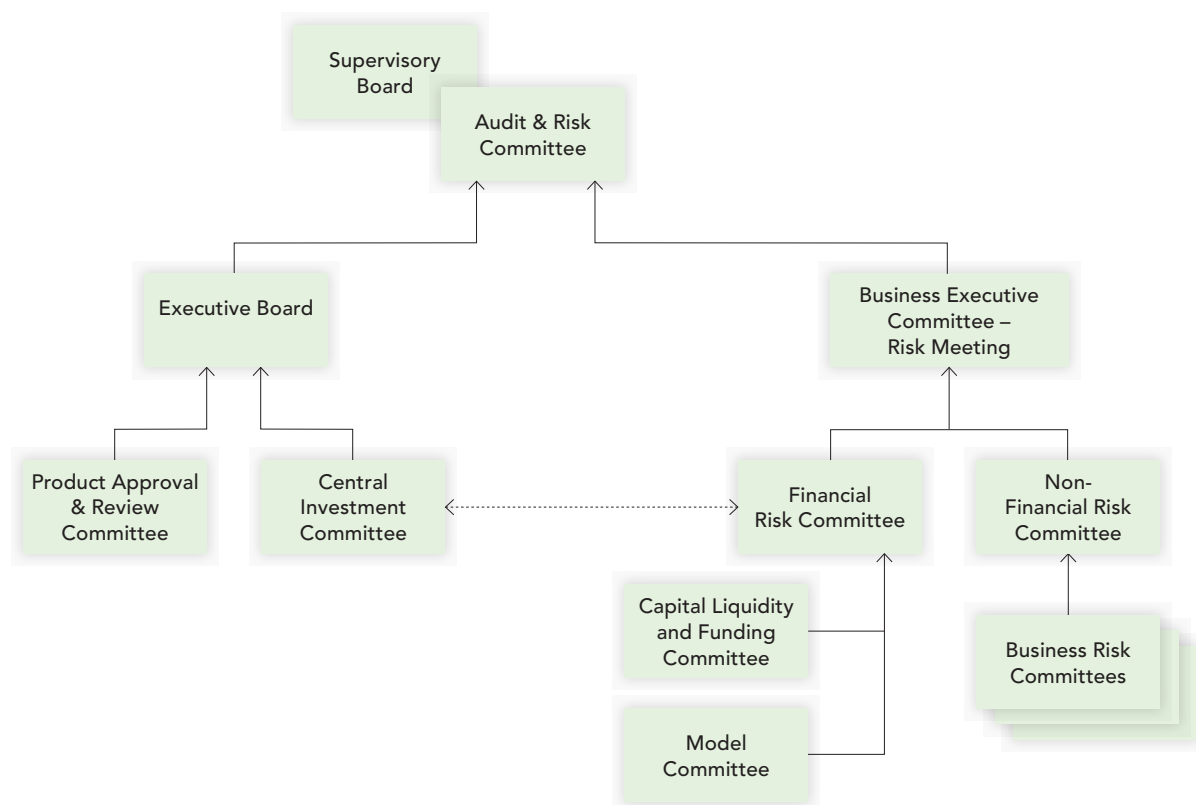 Supervisory
Board
Audit & Risk
Committee
Executive Board
Business Executive
Committee –
Risk Meeting
Product Approval
& Review
Committee
Central
Investment
Committee
Financial
Risk Committee
Non-
Financial Risk
Committee
Capital Liquidity
and Funding
Committee
Business Risk
Committees
Model
Committee